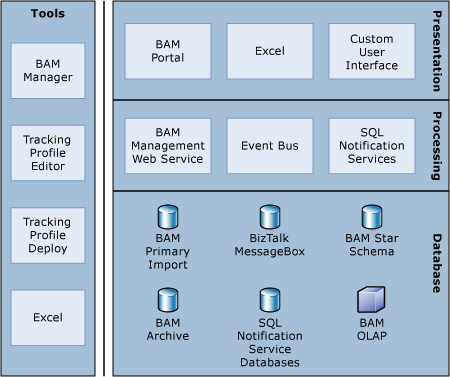 Tools
BAM
Manager
Tracking
Profile
Editor
Tracking
Profile
Deploy
Excel
Presentation
BAM
Portal
Excel
Custom
User
Interface
Processing
BAM
Management
Web Service
Event Bus
SQL
Notification
Services
Database
BAM
Primary
Import
BizTalk
MessageBox
BAM Star
Schema
BAM
Archive
SQL
Notification
Service
Databases
BAM
OLAP